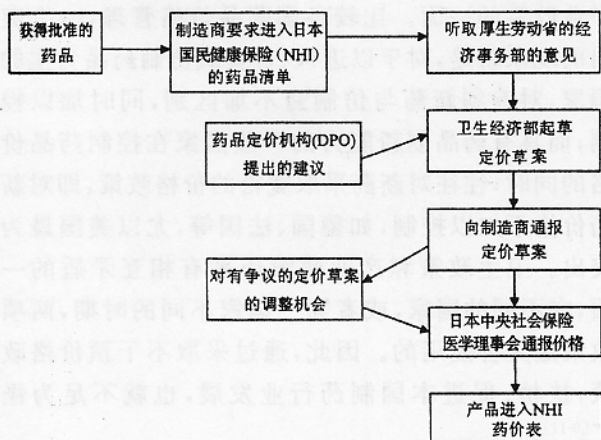 获得批准的
药品
制造商要求进入日本
国民健康保险(NHI)
的药品清单
听取厚生劳动省的经
济事务部的意见
药品定价机构(DPO)
提出的建议
卫生经济部起草
定价草案
向制造商通报
定价草案
对有争议的定价草案
的调整机会
日本中央社会保险
医学理事会通报价格
产品进入NHI
药价表